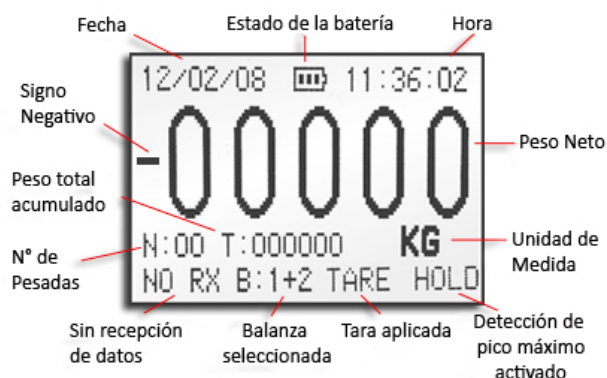 Fecha
Estado de la batería
Hora
12/02/08 11:36:02
Signo
Negativo
-00000
Peso Neto
Peso total
acumulado
N:00 T:000000 KG
Unidad de
Medida
N° de
Pesadas
NO RX B:1+2 TARE HOLD
Sin recepción
de datos
Balanza
seleccionada
Tara aplicada
Detección de
pico máximo
activado